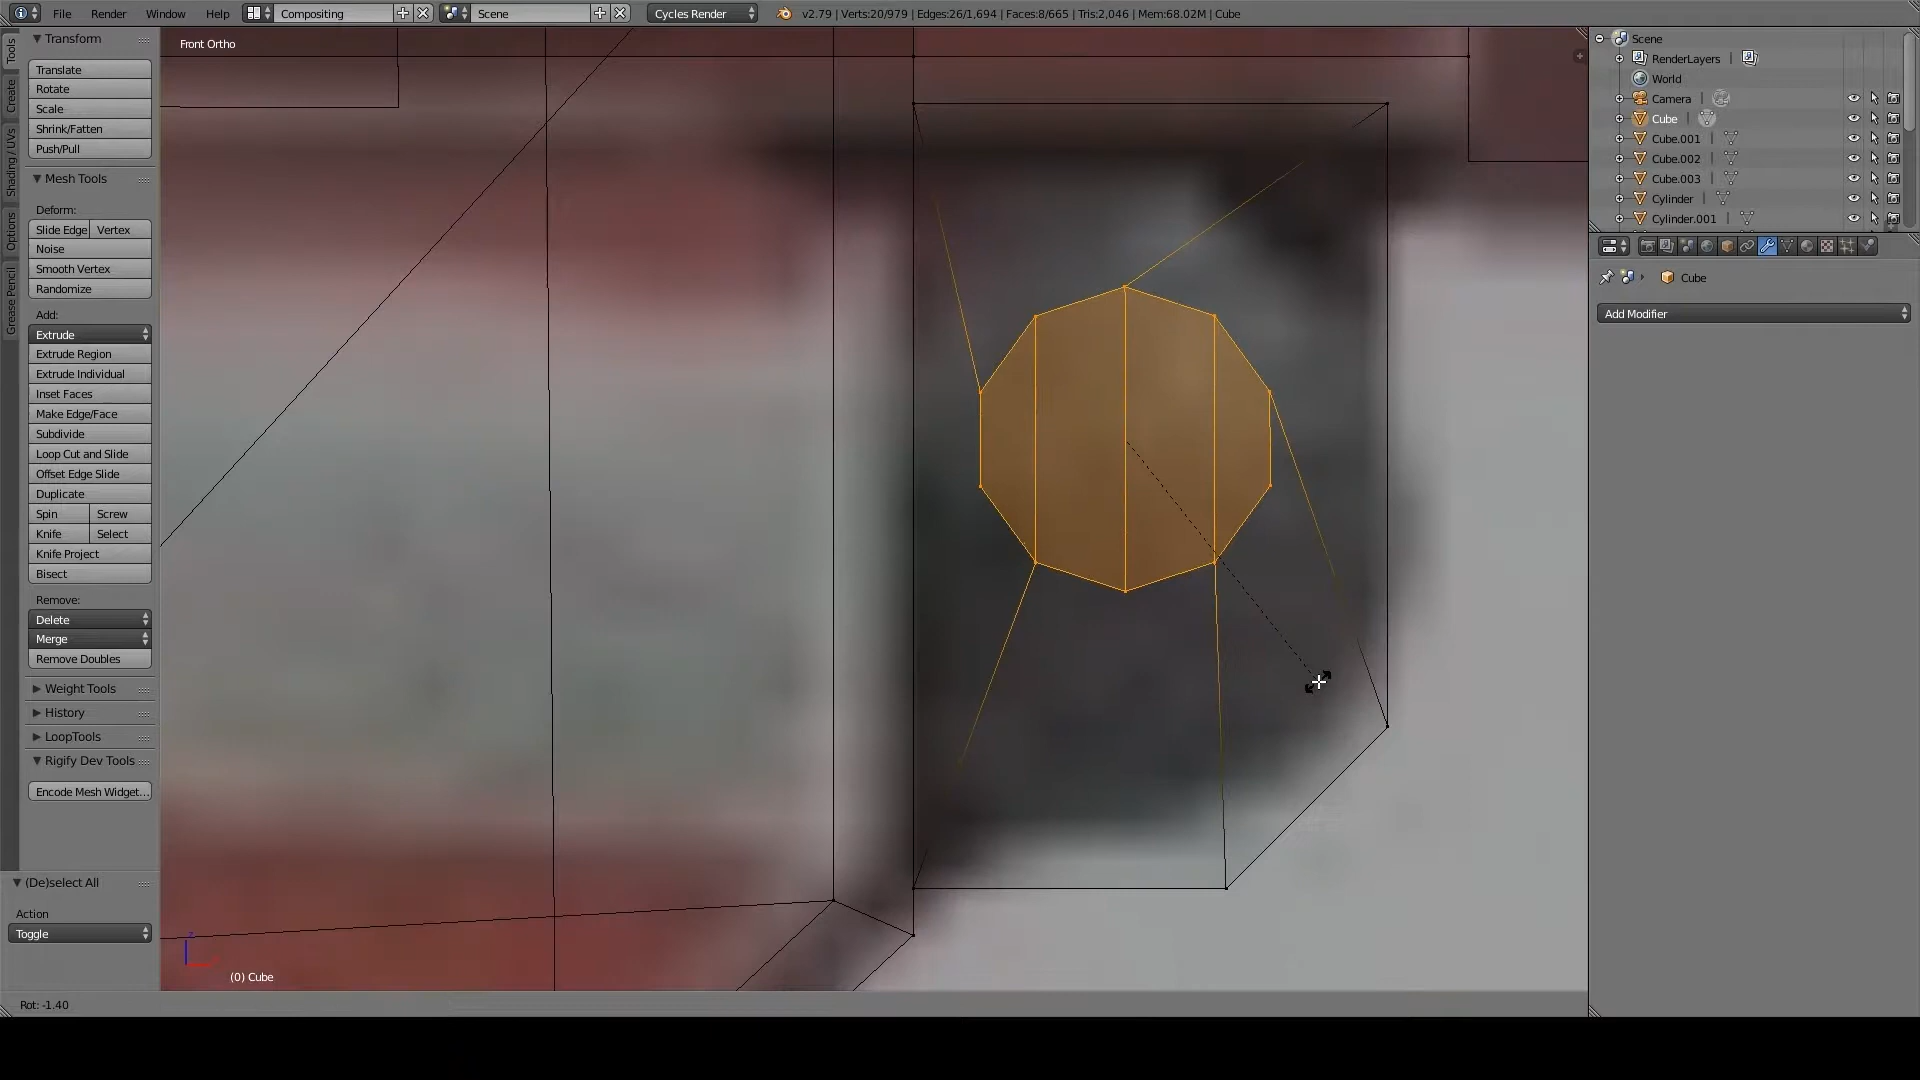 File Render Window Help Compositing Scene Cycles Render v2.79 | Verts:20/979 | Edges:26/1,694 | Faces:8/665 | Tris:2,046 | Mem:68.02M | Cube
Front Ortho
Tools
Create
Shading / UVs
Options
Grease Pencil
Transform
Translate
Rotate
Scale
Shrink/Fatten
Push/Pull
Mesh Tools
Deform:
Slide Edge Vertex
Noise
Smooth Vertex
Randomize
Add:
Extrude
Extrude Region
Extrude Individual
Inset Faces
Make Edge/Face
Subdivide
Loop Cut and Slide
Offset Edge Slide
Duplicate
Spin Screw
Knife Select
Knife Project
Bisect
Remove:
Delete
Merge
Remove Doubles
Weight Tools
History
LoopTools
Rigify Dev Tools
Encode Mesh Widget...
(De)select All
Action
Toggle
z
(0) Cube
Rot: -1.40
Scene
RenderLayers |
World
Camera |
Cube |
Cube.001 |
Cube.002 |
Cube.003 |
Cylinder |
Cylinder.001 |
Cube
Add Modifier